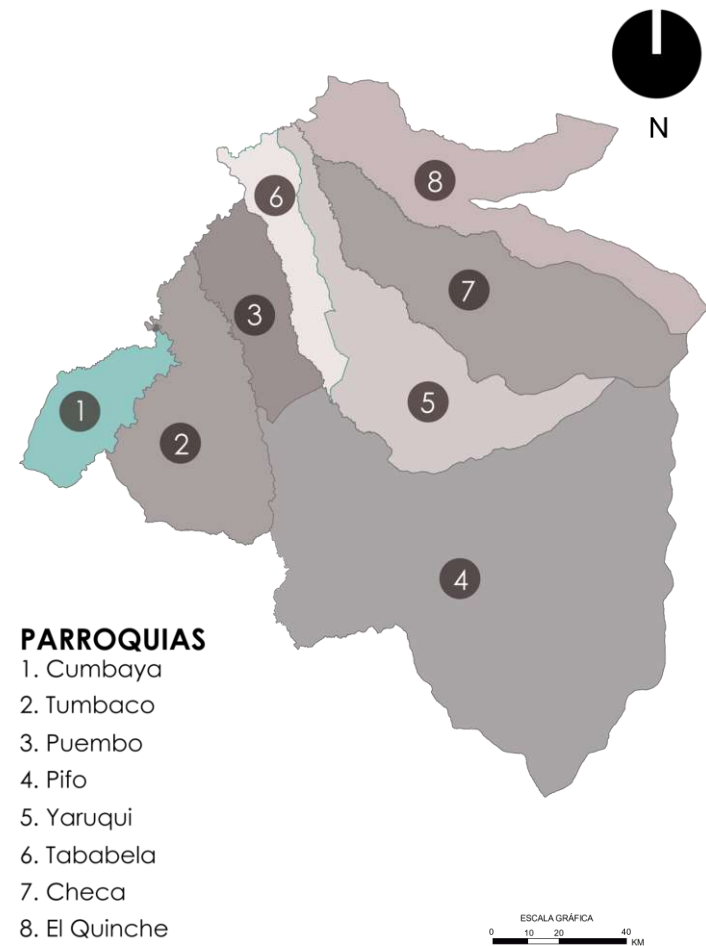 N
8
6
7
3
5
1
2
4
PARROQUIAS
1. Cumbaya
2. Tumbaco
3. Puembo
4. Pifo
5. Yaruqui
6. Tababela
7. Checa
8. El Quinche
ESCALA GRÁFICA
0 10 20 40
KM